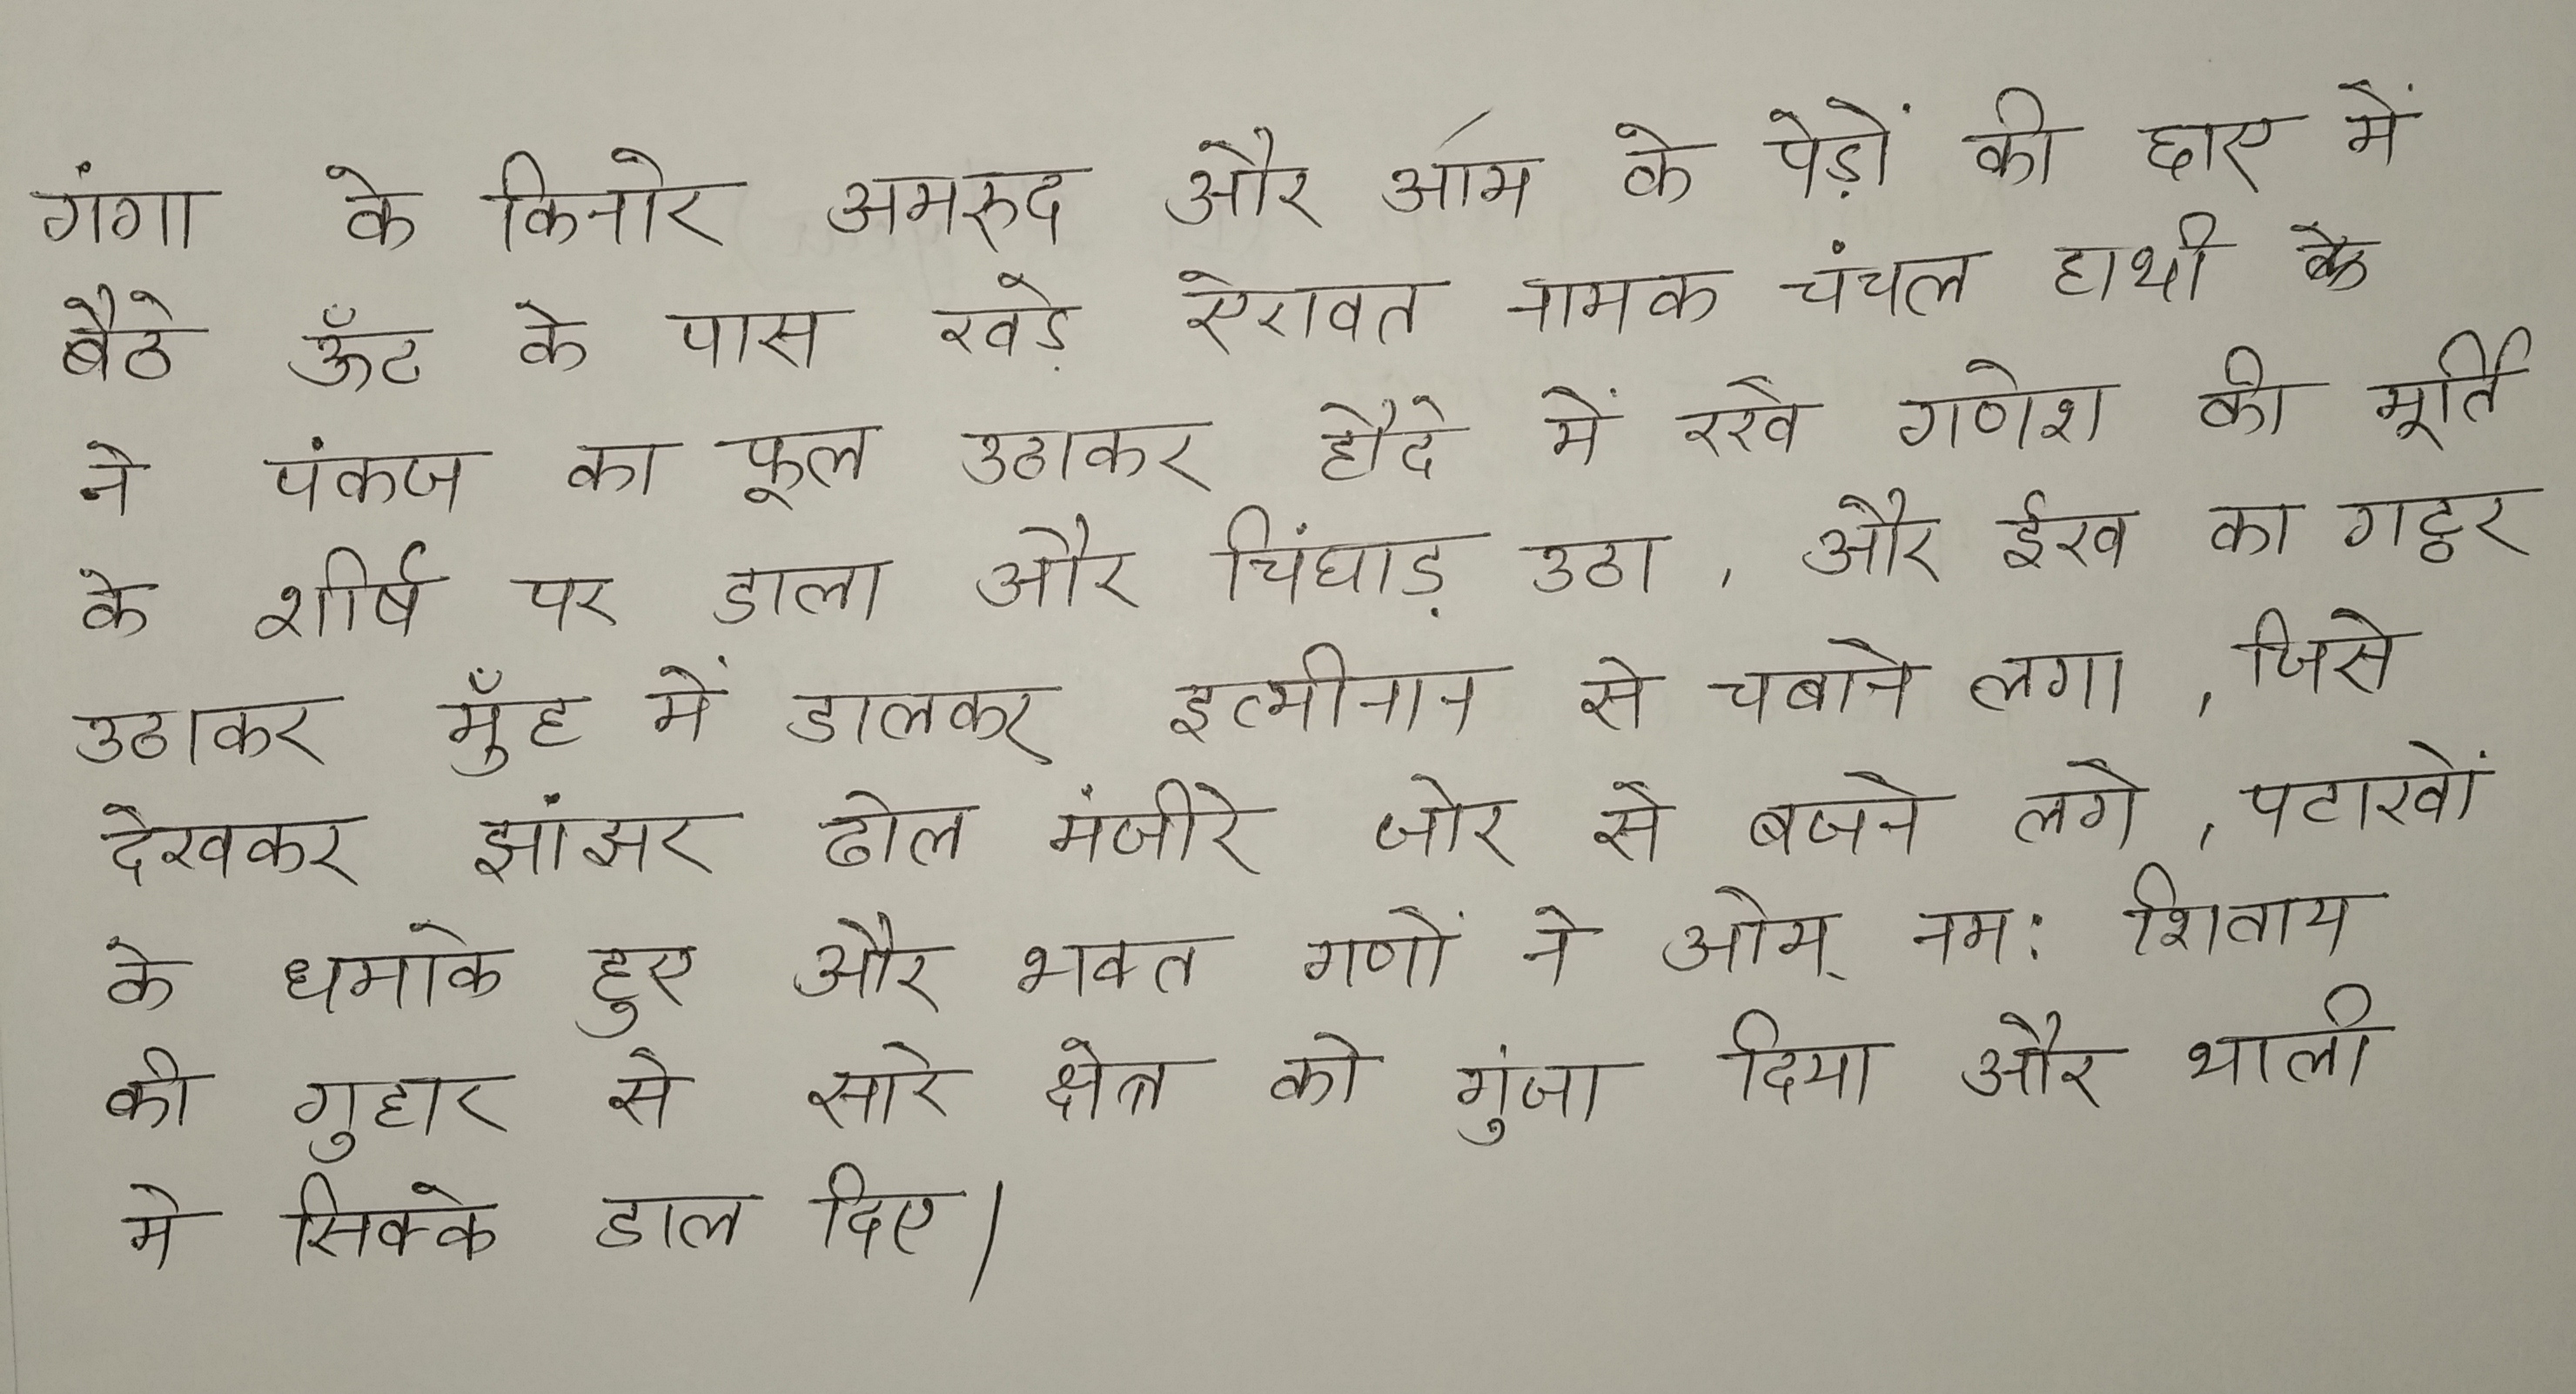 गंगा के किनारे अमरुद और आम के पेड़ों की छाए में
बैठे ऊँट के पास खड़े ऐरावत नामक चंचल हाथी के
ने पंकज का फूल उठाकर हौदे में रखे गणेश की मूर्ति
के शीर्ष पर डाला और चिंघाड़ उठा, और ईख का गट्ठर
उठाकर मुँह में डालकर इत्मीनान से चबाने लगा, जिसे
देखकर झांझर ढोल मंजीरे जोर से बजने लगे, पटाखों
के धमाके हुए और भक्त गणों ने ओम् नम: शिवाय
की गुहार से सारे क्षेत्र को गुंजा दिया और थाली
मे सिक्के डाल दिए।